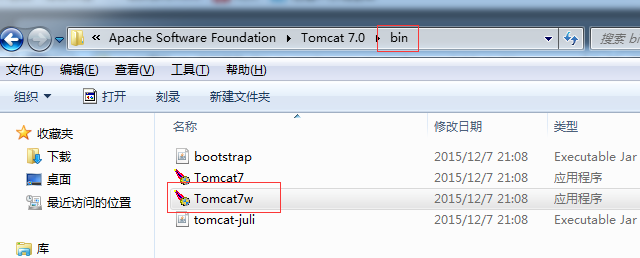 « Apache Software Foundation ▸ Tomcat 7.0 ▸ bin
搜索 bi
文件(F) 编辑(E) 查看(V) 工具(T) 帮助(H)
组织 打开 刻录 新建文件夹
收藏夹
下载
桌面
最近访问的位置
库
名称 修改日期 类型
bootstrap 2015/12/7 21:08 Executable Jar
Tomcat7 2015/12/7 21:08 应用程序
Tomcat7w 2015/12/7 21:08 应用程序
tomcat-juli 2015/12/7 21:08 Executable Jar